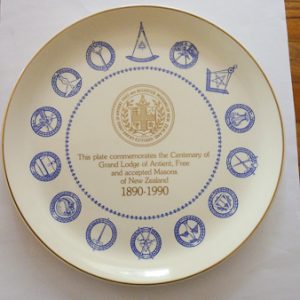 This plate commemorates the Centenary of
Grand Lodge of Antient, Free
and accepted Masons
of New Zealand
1890-1990